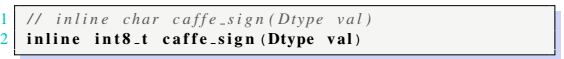 1 // inline char caffe_sign(Dtype val)
2 inline int8_t caffe_sign(Dtype val)